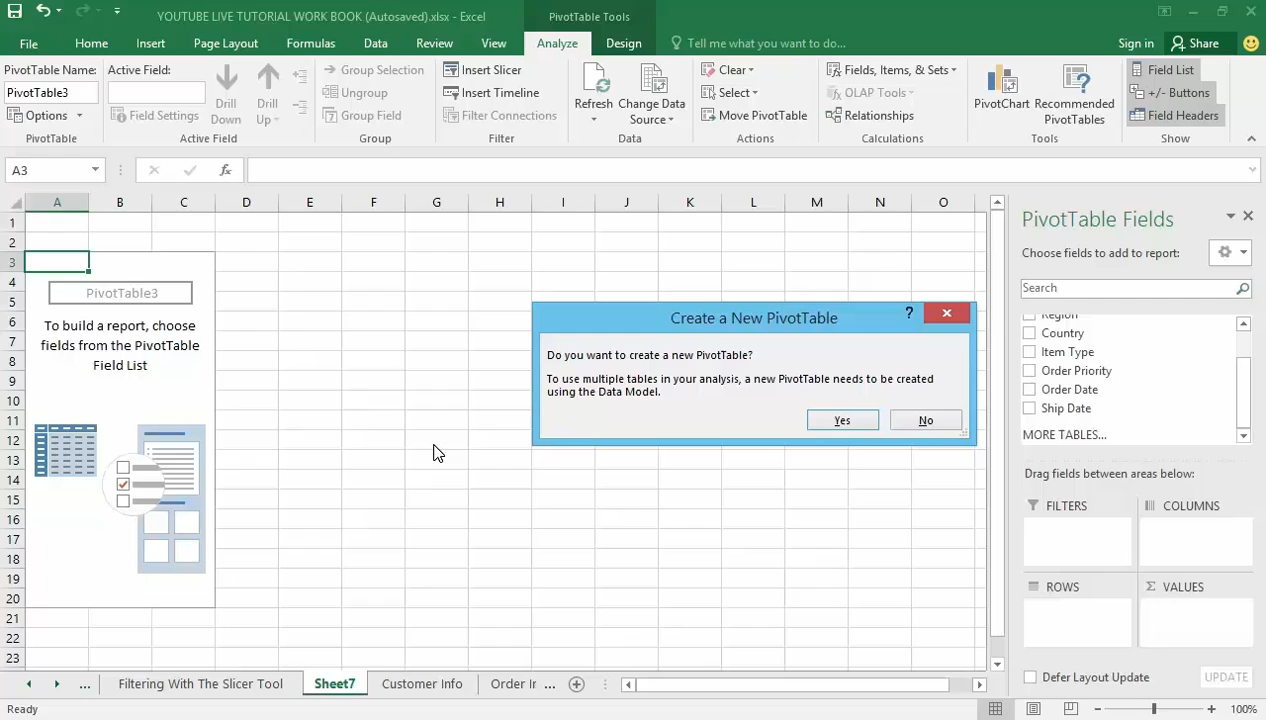 YOUTUBE LIVE TUTORIAL WORK BOOK (Autosaved).xlsx - Excel
PivotTable Tools
File Home Insert Page Layout Formulas Data Review View Analyze Design Tell me what you want to do... Sign in Share
PivotTable Name:
PivotTable3
Options
PivotTable
Active Field:
Field Settings
Drill Down
Drill Up
Active Field
Group Selection
Ungroup
Group Field
Group
Insert Slicer
Insert Timeline
Filter Connections
Filter
Refresh
Change Data Source
Data
Clear
Select
Move PivotTable
Actions
Fields, Items, & Sets
OLAP Tools
Relationships
Calculations
PivotChart
Recommended PivotTables
Tools
Field List
+/- Buttons
Field Headers
Show
A3
fx
A B C D E F G H I J K L M N O
1
2
3
4
5
6
7
8
9
10
11
12
13
14
15
16
17
18
19
20
21
22
23
PivotTable3
To build a report, choose
fields from the PivotTable
Field List
Create a New PivotTable
?
Do you want to create a new PivotTable?
To use multiple tables in your analysis, a new PivotTable needs to be created
using the Data Model.
Yes No
PivotTable Fields
Choose fields to add to report:
Search
Region
Country
Item Type
Order Priority
Order Date
Ship Date
MORE TABLES...
Drag fields between areas below:
FILTERS COLUMNS
ROWS Σ VALUES
Defer Layout Update UPDATE
... Filtering With The Slicer Tool Sheet7 Customer Info Order Ir ...
Ready
100%